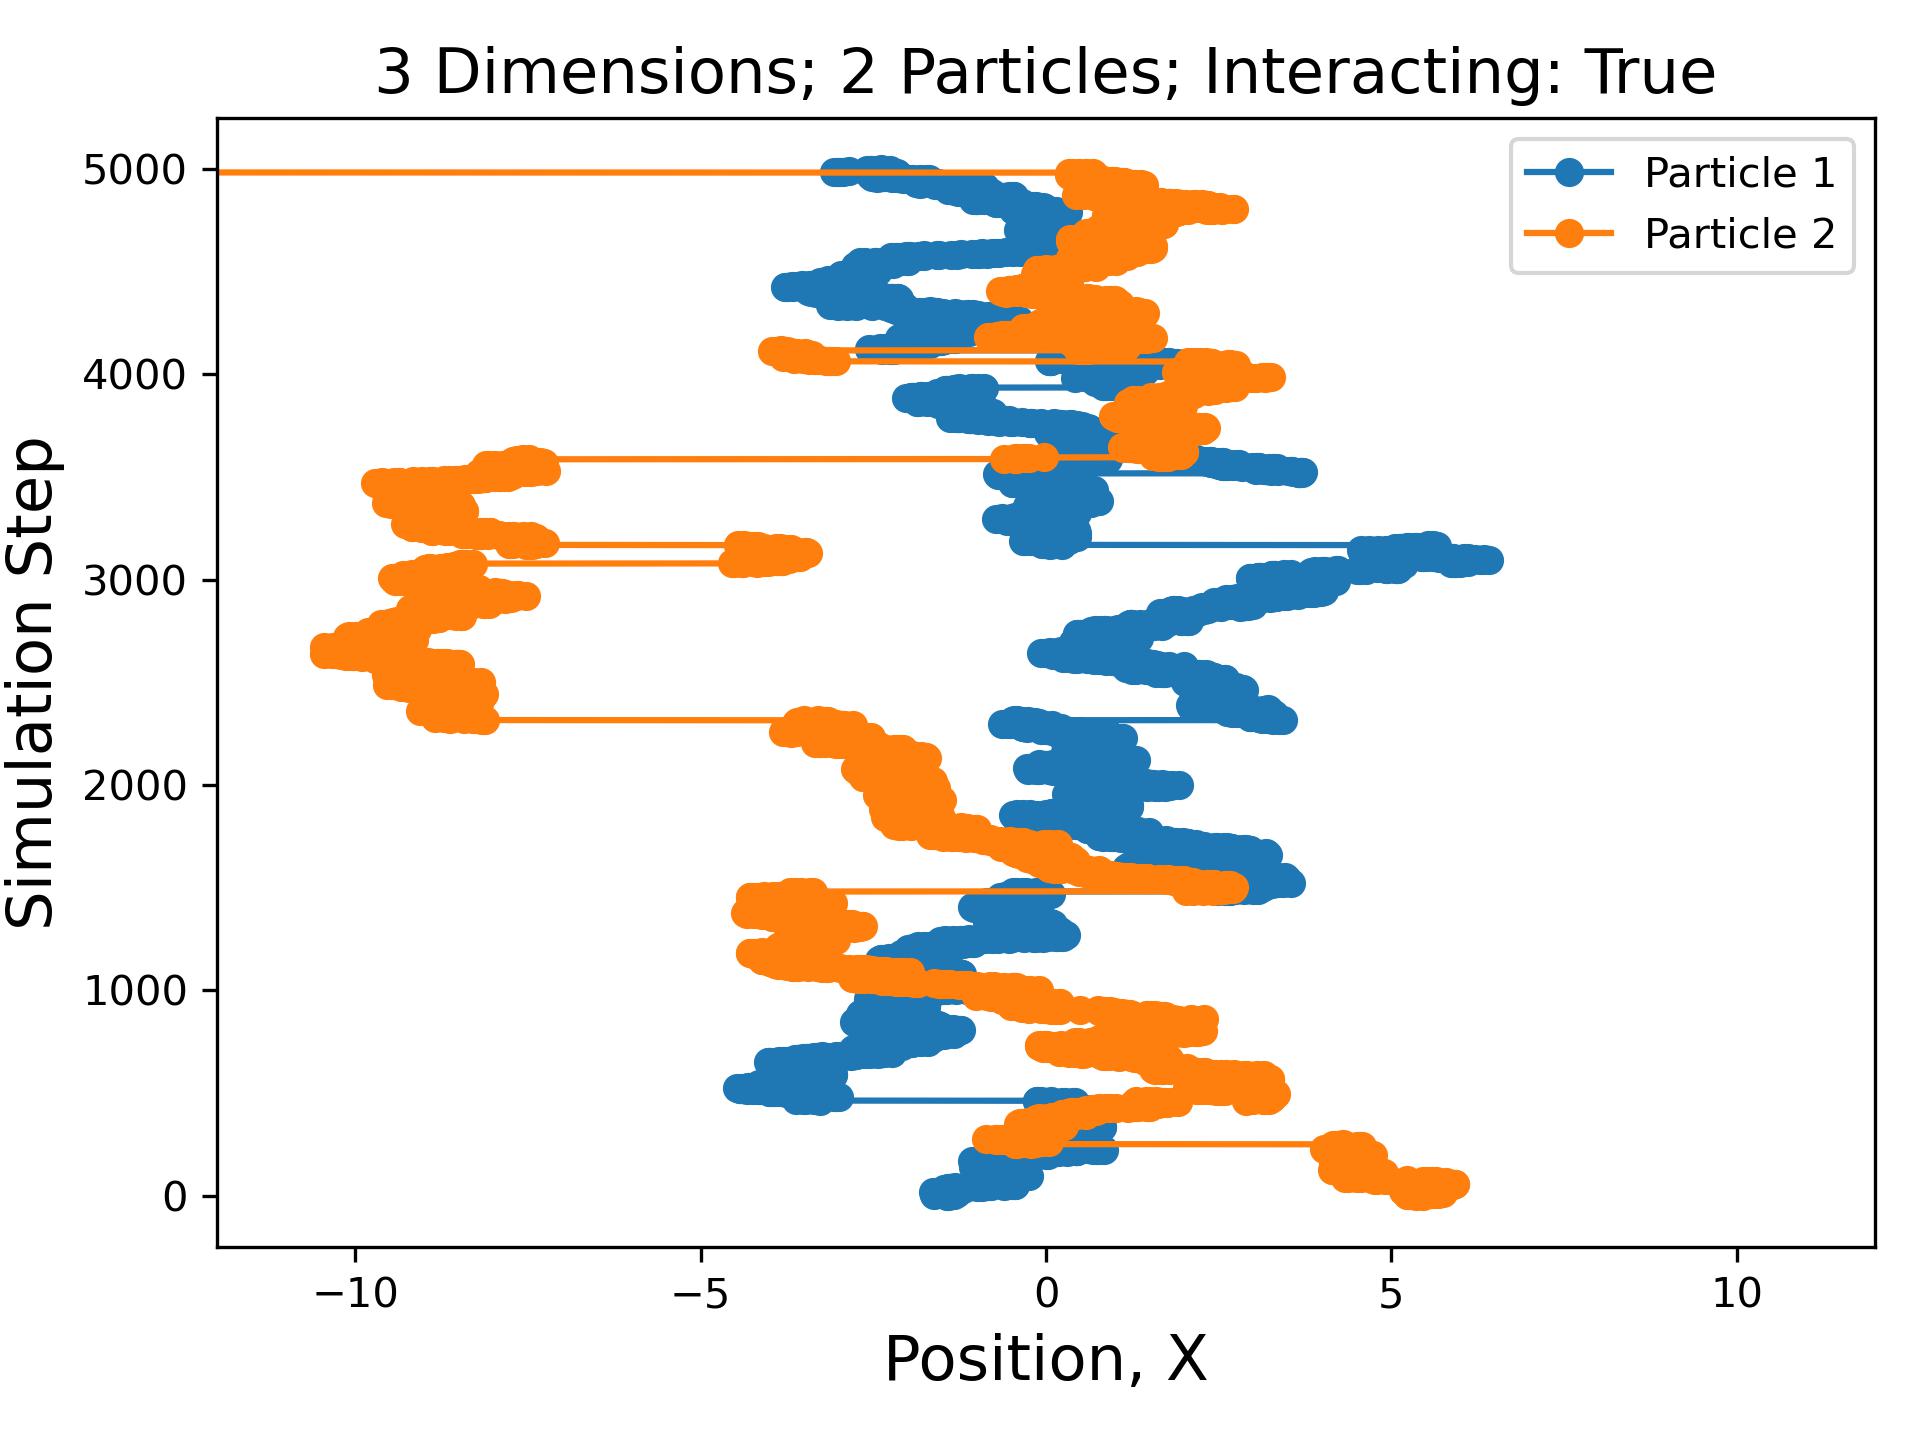 3 Dimensions; 2 Particles; Interacting: True
Particle 1
Particle 2
Simulation Step
5000
4000
3000
2000
1000
0
−10
−5
0
5
10
Position, X